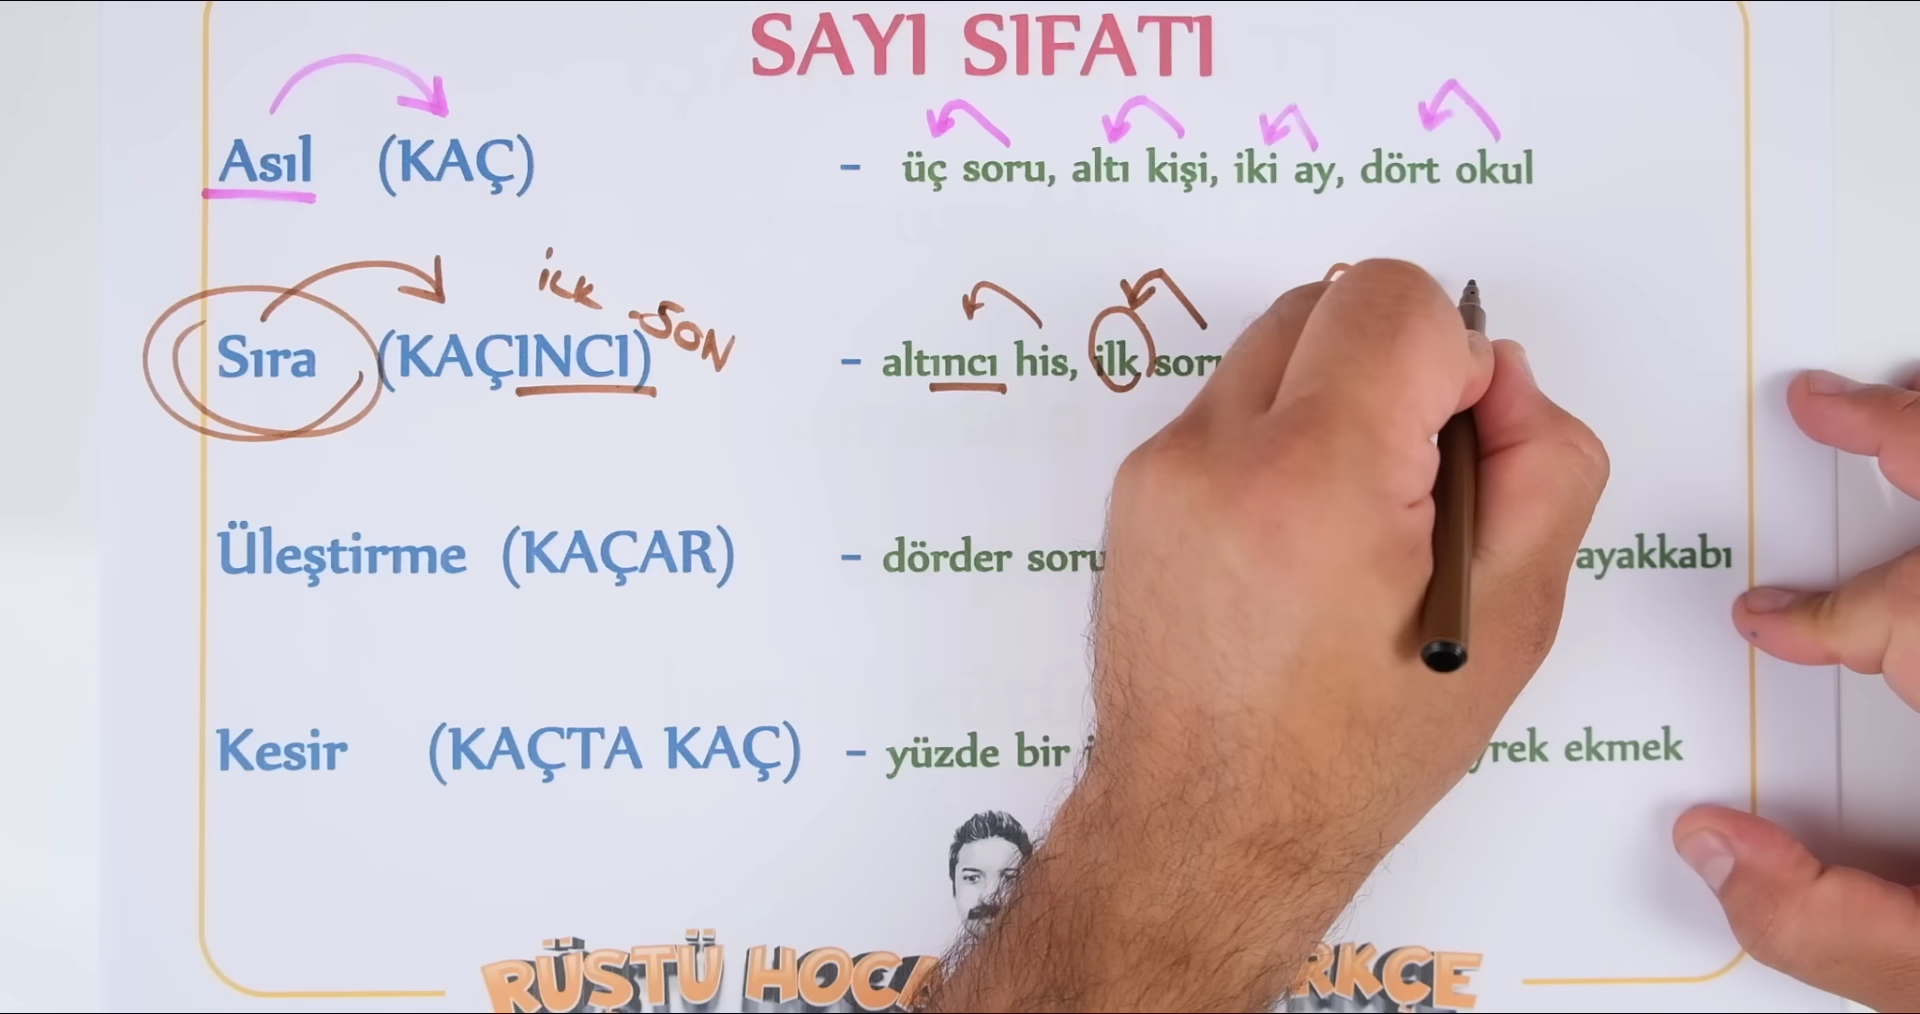 SAYI SIFATI
Asıl (KAÇ) - üç soru, altı kişi, iki ay, dört okul
İLK
SON
Sıra (KAÇINCI) - altıncı his, ilk
Üleştirme (KAÇAR) - dörder ayakkabı
Kesir (KAÇTA KAÇ) - yüzde bir ekmek
RÜŞTÜ